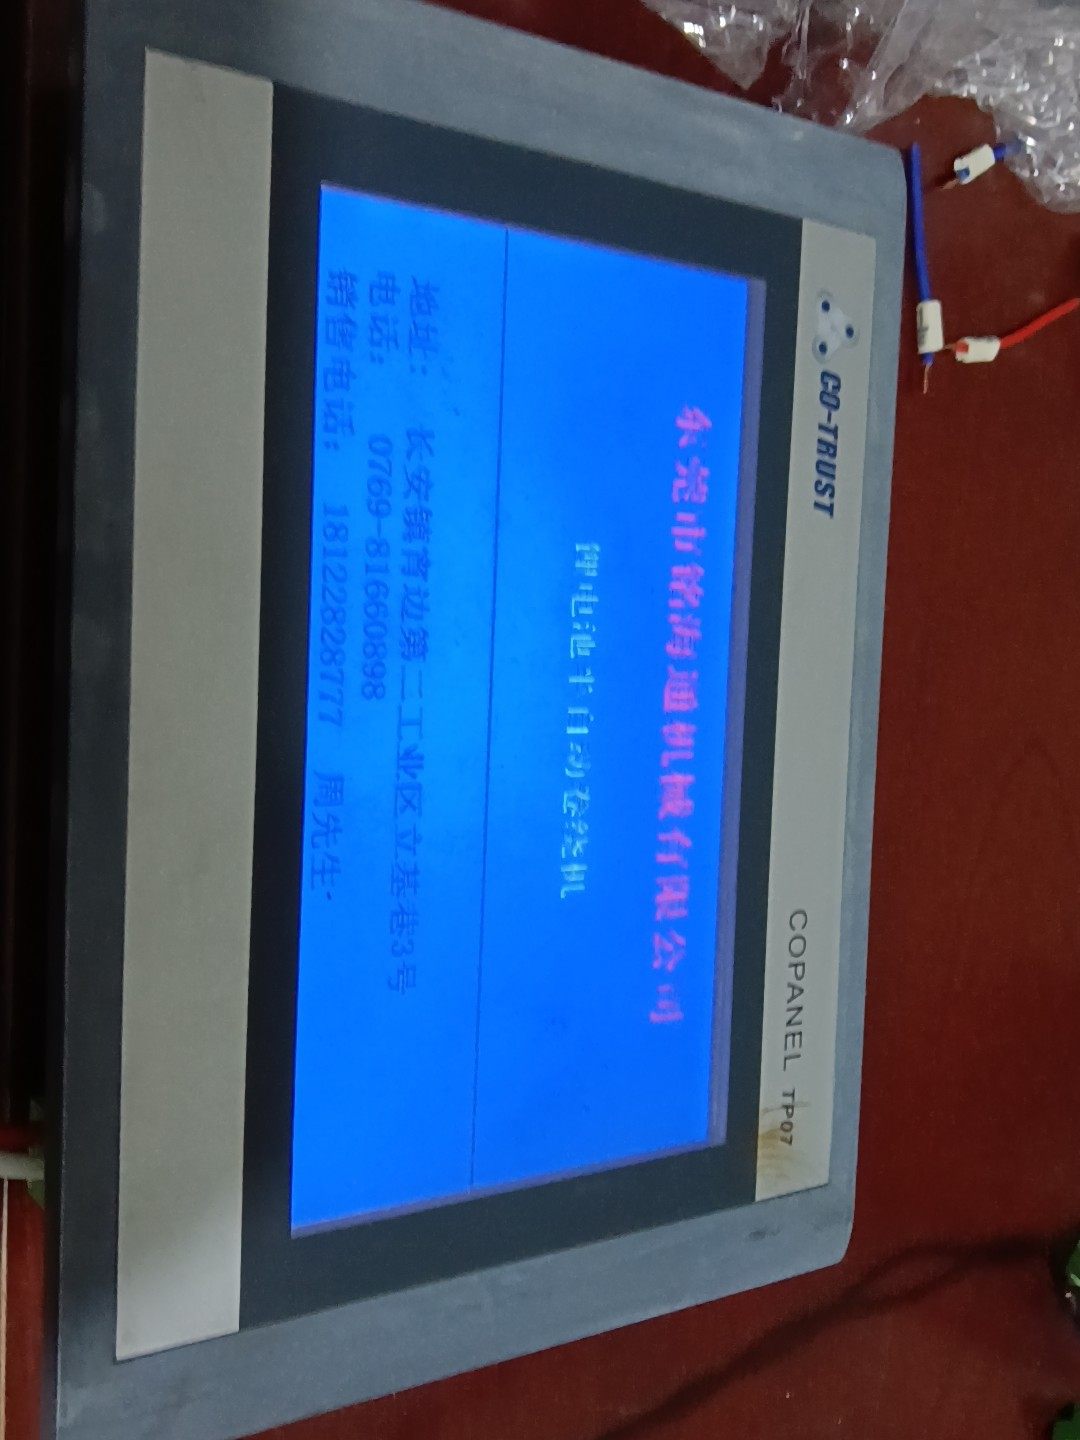 CO-TRUST
COPANEL TP07
东莞市铭海通机械有限公司
锂电池半自动卷绕机
地址: 长安镇宵边第二工业区立基巷3号
电话: 0769-81660898
销售电话: 18122828777 周先生